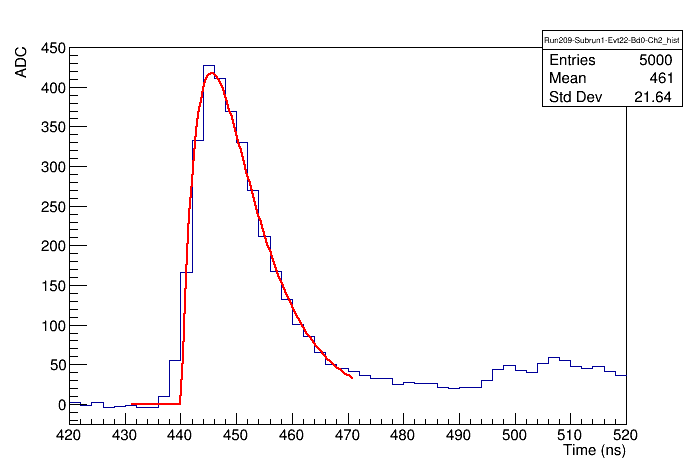 Run209-Subrun1-Evt22-Bd0-Ch2_hist
Entries 5000
Mean 461
Std Dev 21.64
ADC
450
400
350
300
250
200
150
100
50
0
420 430 440 450 460 470 480 490 500 510 520
Time (ns)